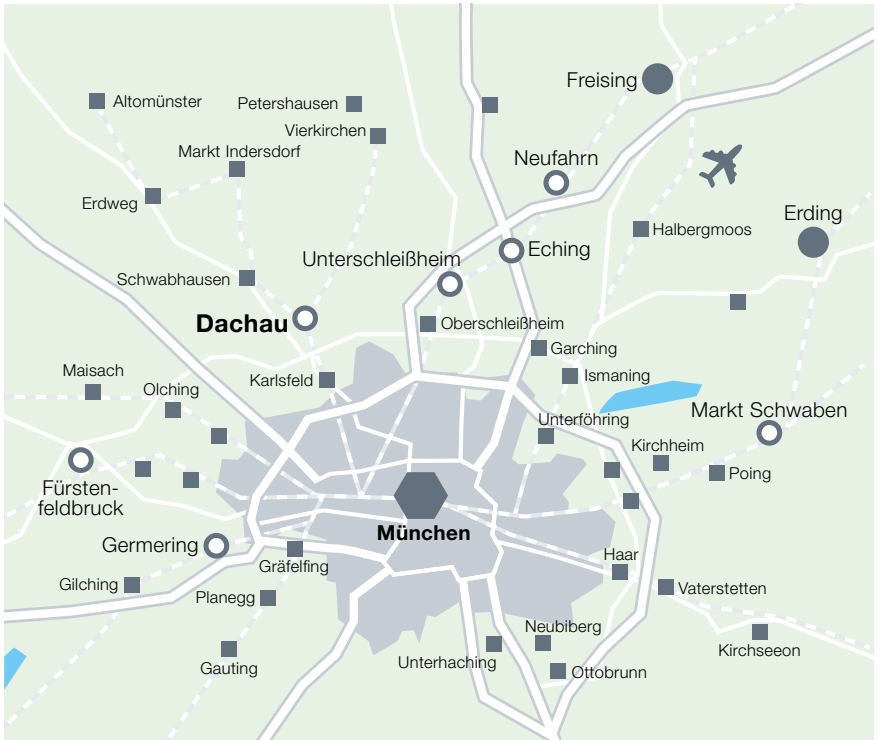 Freising
Altomünster
Petershausen
Vierkirchen
Markt Indersdorf
Neufahrn
Erdweg
Erding
Halbergmoos
Eching
Unterschleißheim
Schwabhausen
Dachau
Oberschleißheim
Garching
Maisach
Karlsfeld
Ismaning
Olching
Markt Schwaben
Unterföhring
Kirchheim
Poing
Fürsten-
feldbruck
München
Germering
Haar
Gräfelfing
Gilching
Vaterstetten
Planegg
Neubiberg
Kirchseeon
Unterhaching
Gauting
Ottobrunn